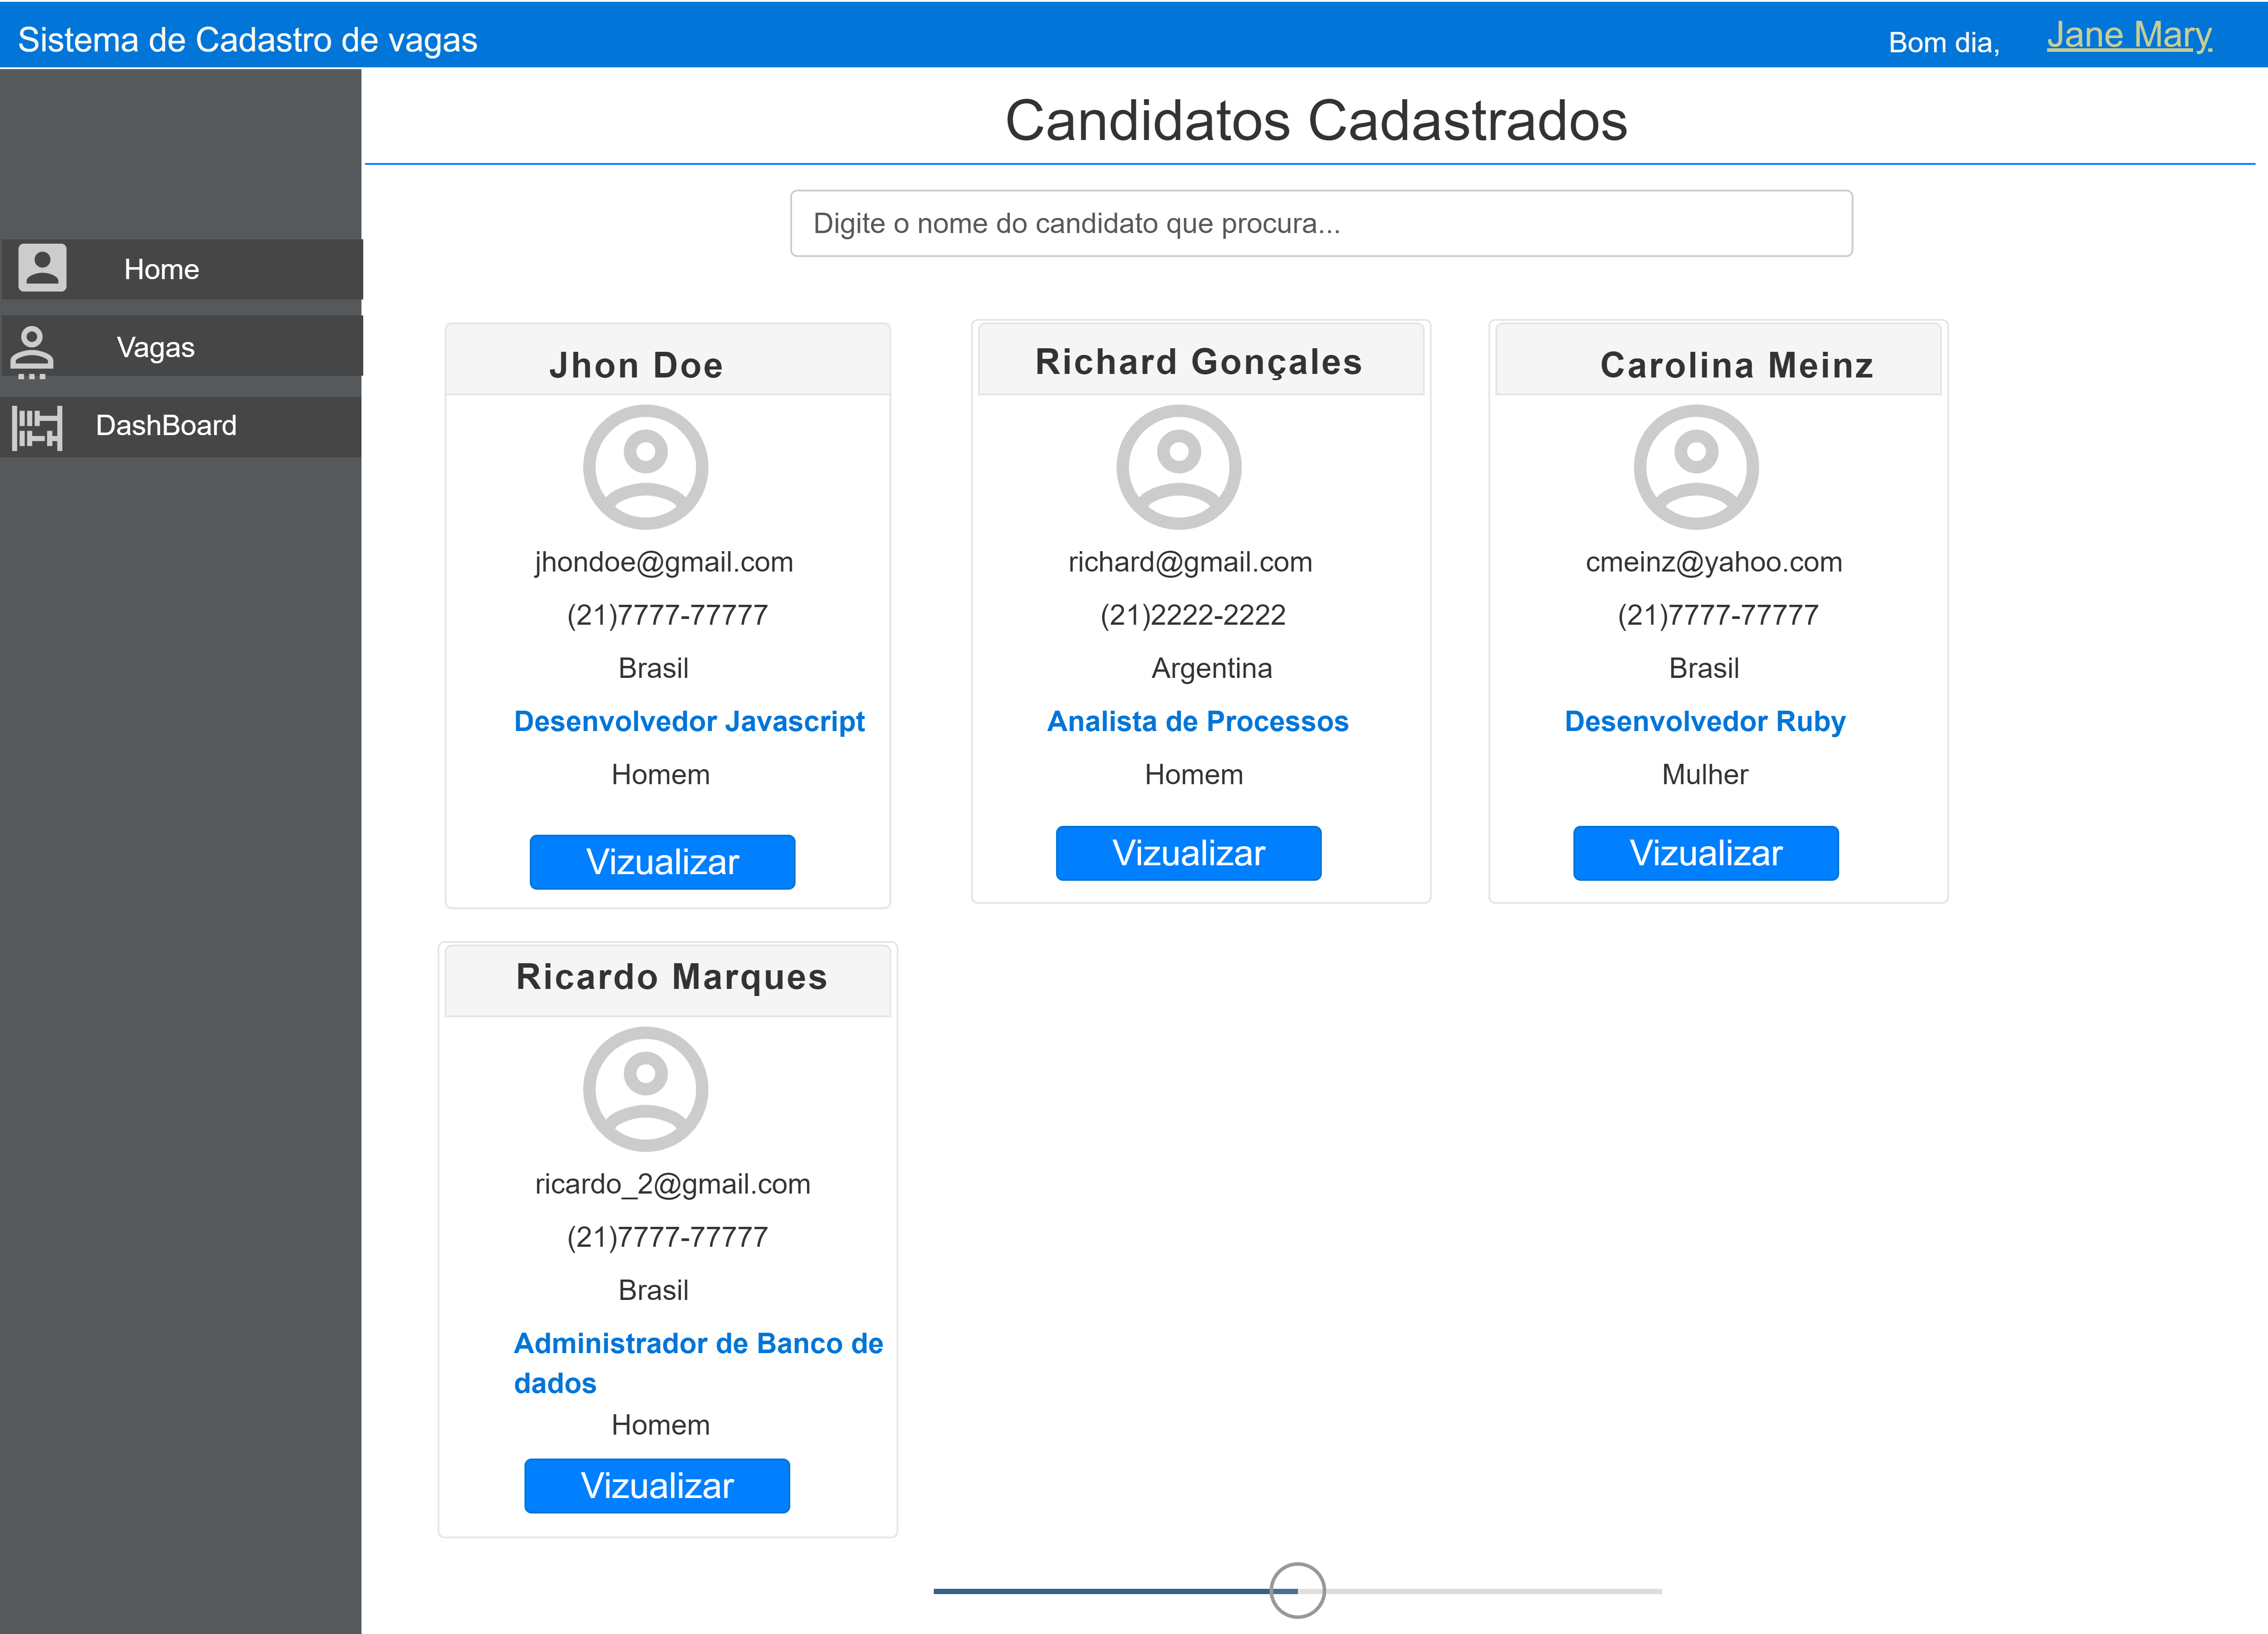 Sistema de Cadastro de vagas
Bom dia,
Jane Mary
Home
Vagas
DashBoard
Candidatos Cadastrados
Digite o nome do candidato que procura...
Jhon Doe
jhondoe@gmail.com
(21)7777-77777
Brasil
Desenvolvedor Javascript
Homem
Vizualizar
Richard Gonçales
richard@gmail.com
(21)2222-2222
Argentina
Analista de Processos
Homem
Vizualizar
Carolina Meinz
cmeinz@yahoo.com
(21)7777-77777
Brasil
Desenvolvedor Ruby
Mulher
Vizualizar
Ricardo Marques
ricardo_2@gmail.com
(21)7777-77777
Brasil
Administrador de Banco de
dados
Homem
Vizualizar